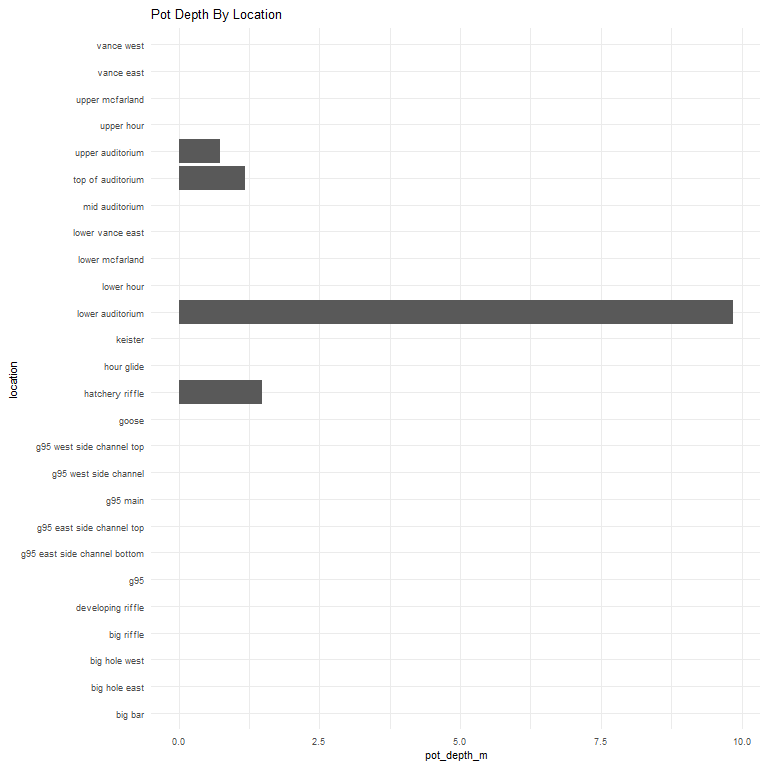 Pot Depth By Location
vance west
vance east
upper mcfarland
upper hour
upper auditorium
top of auditorium
mid auditorium
lower vance east
lower mcfarland
lower hour
lower auditorium
keister
hour glide
hatchery riffle
goose
g95 west side channel top
g95 west side channel
g95 main
g95 east side channel top
g95 east side channel bottom
g95
developing riffle
big riffle
big hole west
big hole east
big bar
location
0.0 2.5 5.0 7.5 10.0
pot_depth_m